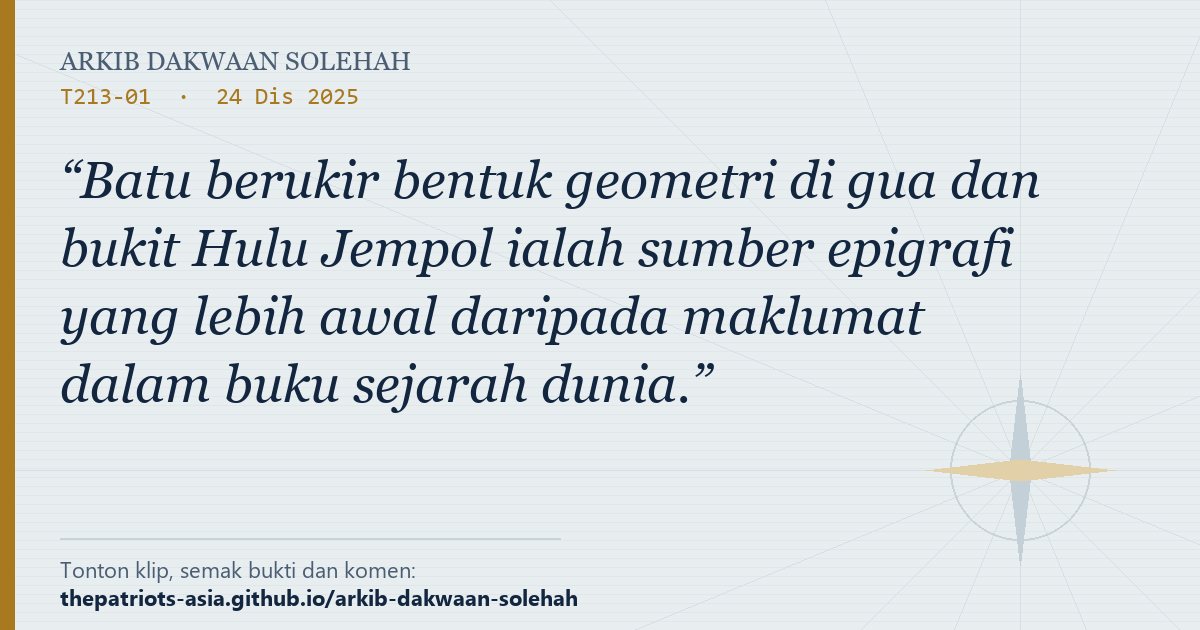 ARKIB DAKWAAN SOLEHAH
T213-01 · 24 Dis 2025
“Batu berukir bentuk geometri di gua dan
bukit Hulu Jempol ialah sumber epigrafi
yang lebih awal daripada maklumat
dalam buku sejarah dunia.”
Tonton klip, semak bukti dan komen:
thepatriots-asia.github.io/arkib-dakwaan-solehah